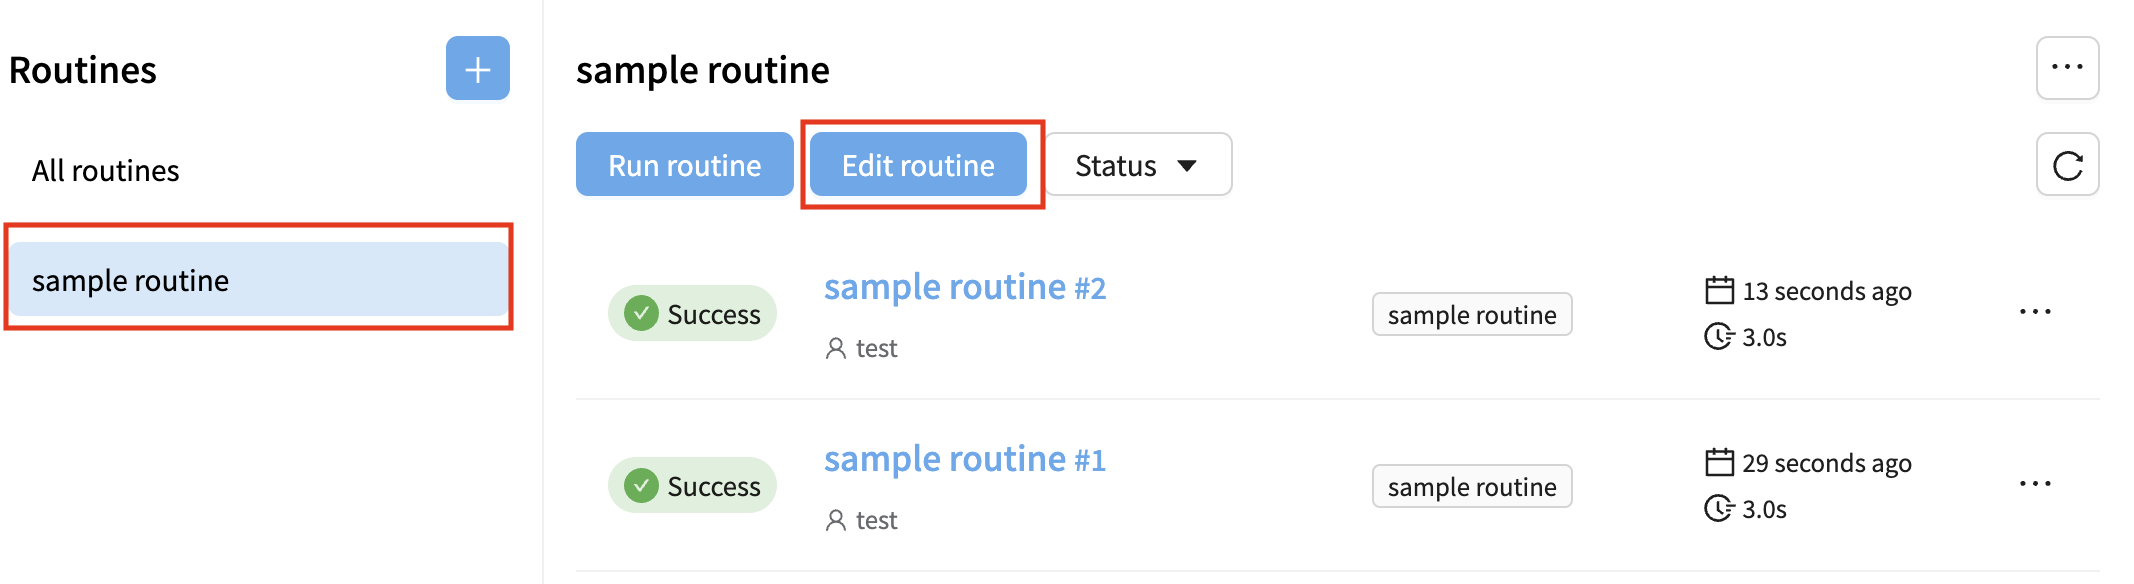 Routines
All routines
sample routine
sample routine
Run routine
Edit routine
Status
Success
sample routine #2
test
sample routine
13 seconds ago
3.0s
Success
sample routine #1
test
sample routine
29 seconds ago
3.0s